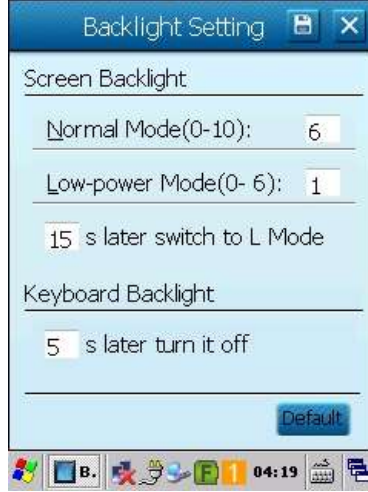 Backlight Setting
Screen Backlight
Normal Mode(0-10): 6
Low-power Mode(0- 6): 1
15 s later switch to L Mode
Keyboard Backlight
5 s later turn it off
Default
B. F 1 04:19